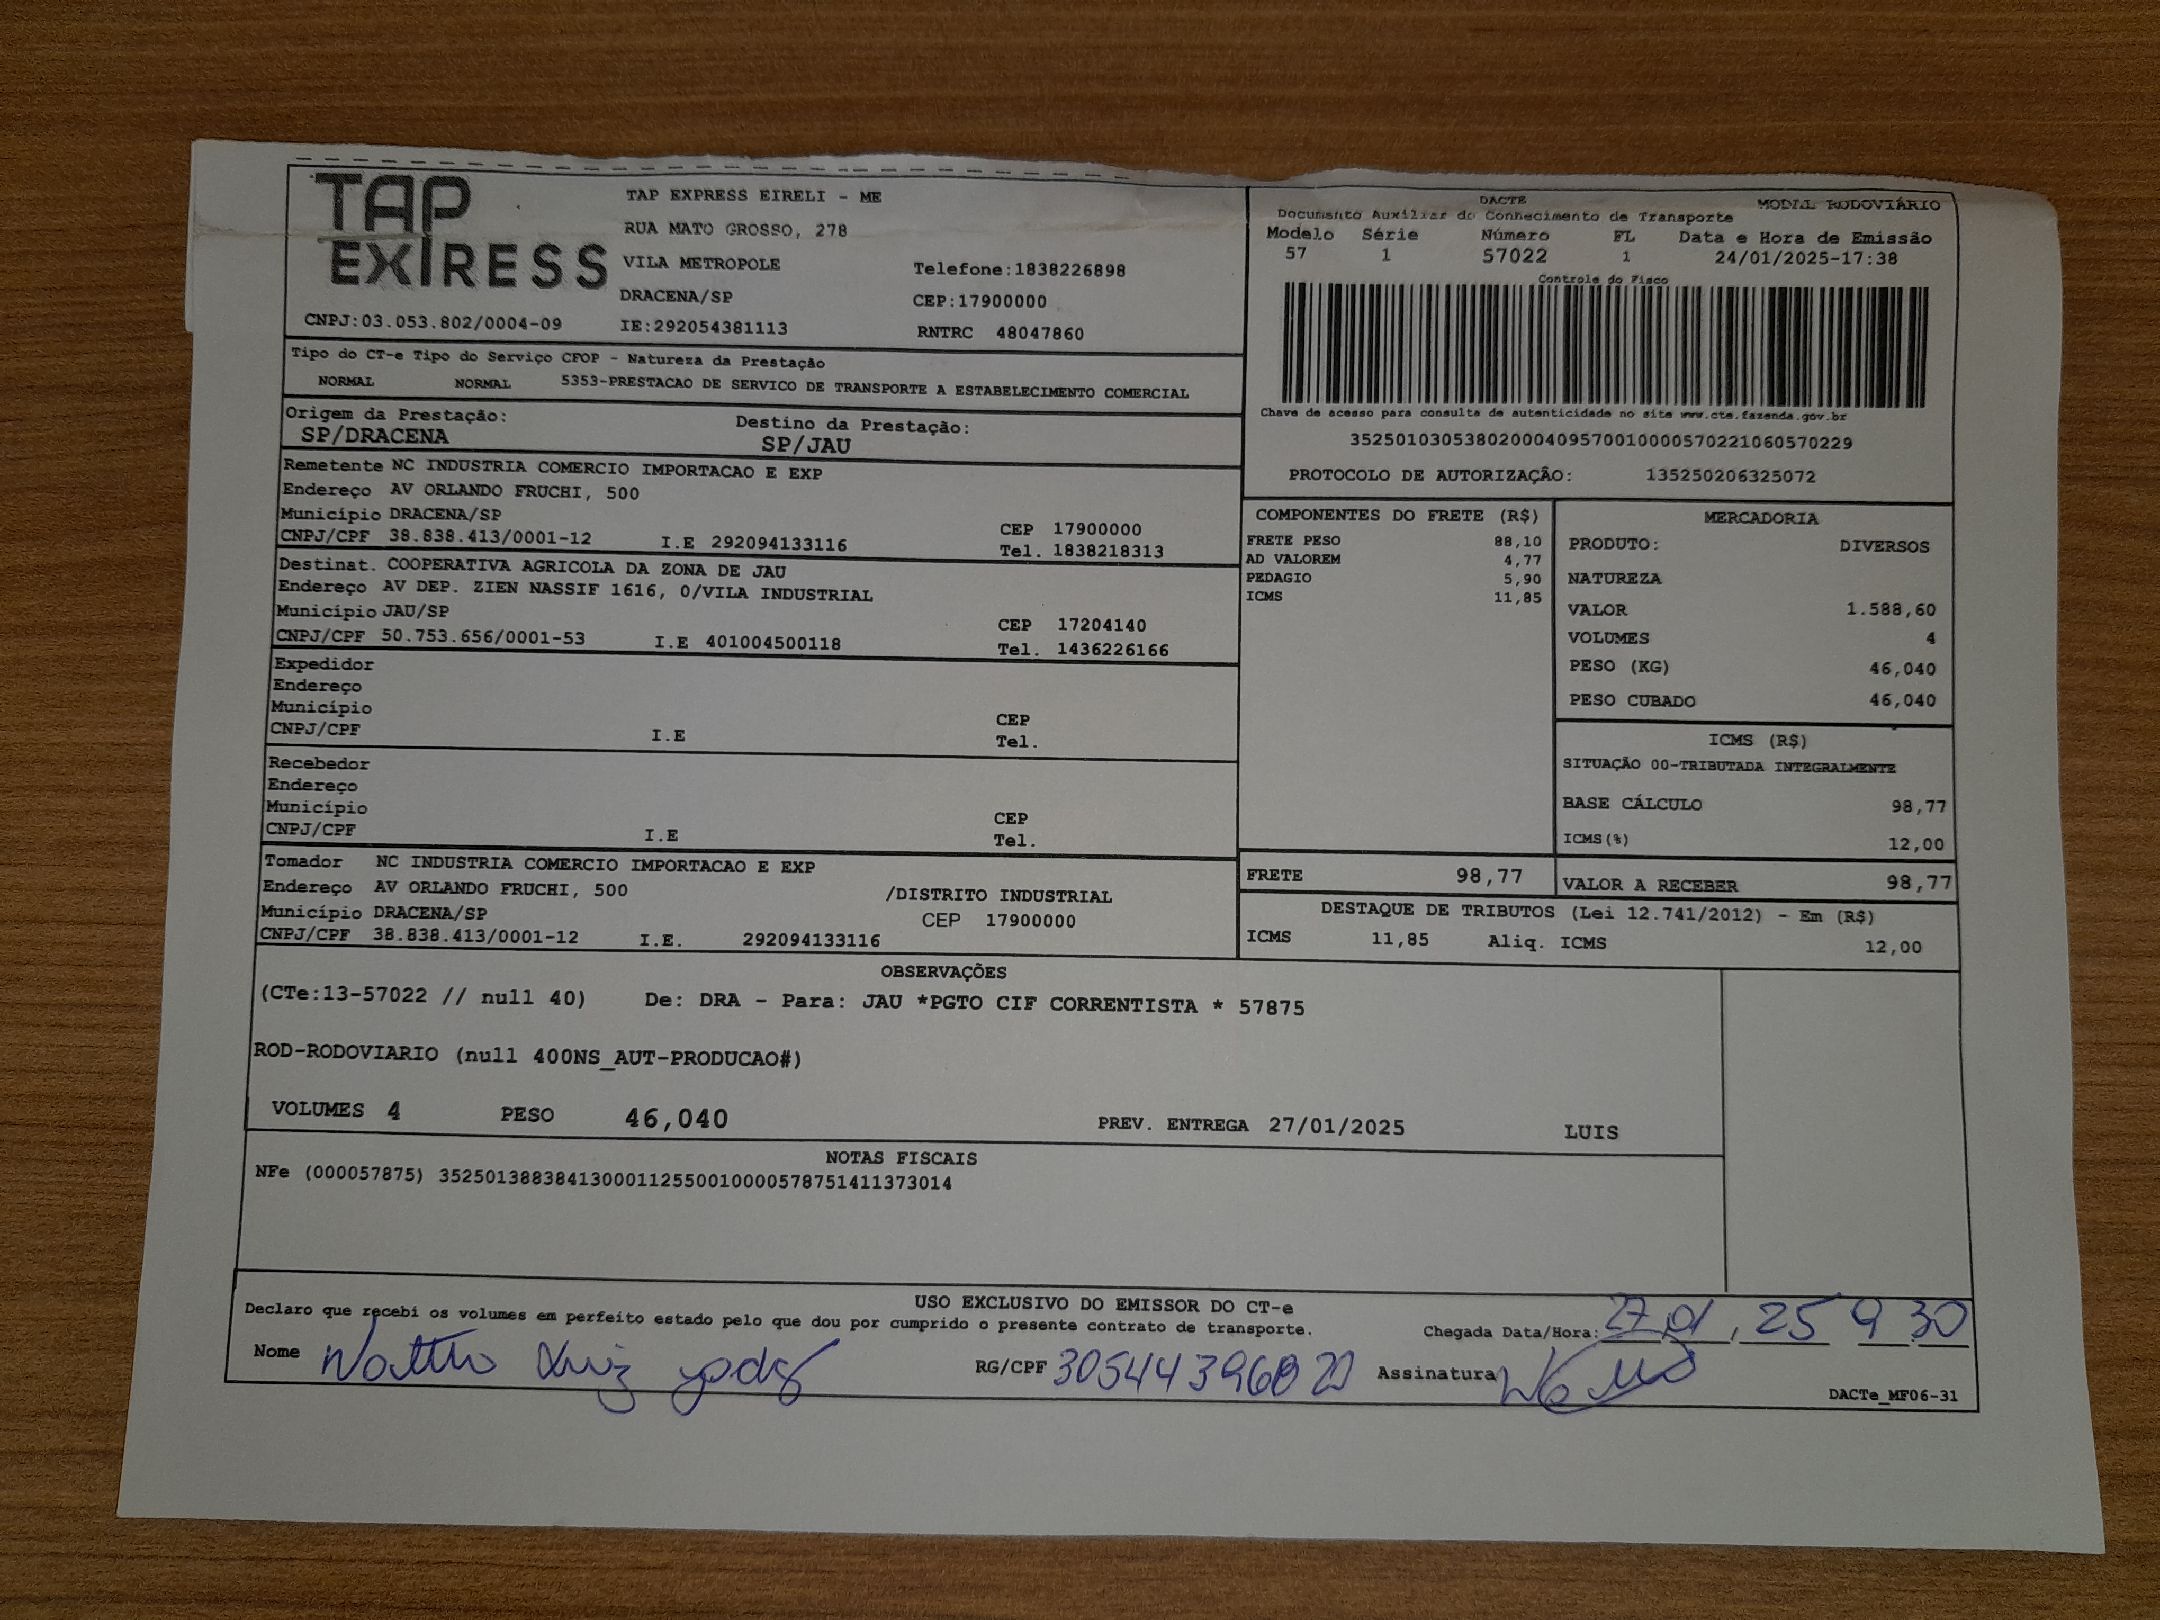 TAP
EXPRESS
TAP EXPRESS EIRELI - ME
RUA MATO GROSSO, 278
VILA METROPOLE
Telefone:1838226898
DRACENA/SP
CEP:17900000
CNPJ:03.053.802/0004-09
IE:292054381113
RNTRC 48047860
DACTE
MODAL RODOVIÁRIO
Documento Auxiliar do Conhecimento de Transporte
Modelo Série Número FL Data e Hora de Emissão
57 1 57022 1 24/01/2025-17:38
Controle do Fisco
Chave de acesso para consulta de autenticidade no site www.cte.fazenda.gov.br
35250103053802000409570010000570221060570229
PROTOCOLO DE AUTORIZAÇÃO: 135250206325072
Tipo do CT-e Tipo do Serviço CFOP - Natureza da Prestação
NORMAL NORMAL 5353-PRESTACAO DE SERVICO DE TRANSPORTE A ESTABELECIMENTO COMERCIAL
Origem da Prestação: Destino da Prestação:
SP/DRACENA SP/JAU
Remetente NC INDUSTRIA COMERCIO IMPORTACAO E EXP
Endereço AV ORLANDO FRUCHI, 500
Município DRACENA/SP CEP 17900000
CNPJ/CPF 38.838.413/0001-12 I.E 292094133116 Tel. 1838218313
Destinat. COOPERATIVA AGRICOLA DA ZONA DE JAU
Endereço AV DEP. ZIEN NASSIF 1616, 0/VILA INDUSTRIAL
Município JAU/SP CEP 17204140
CNPJ/CPF 50.753.656/0001-53 I.E 401004500118 Tel. 1436226166
Expedidor
Endereço
Município CEP
CNPJ/CPF I.E Tel.
Recebedor
Endereço
Município CEP
CNPJ/CPF I.E Tel.
Tomador NC INDUSTRIA COMERCIO IMPORTACAO E EXP
Endereço AV ORLANDO FRUCHI, 500 /DISTRITO INDUSTRIAL
Município DRACENA/SP CEP 17900000
CNPJ/CPF 38.838.413/0001-12 I.E. 292094133116
COMPONENTES DO FRETE (R$)
FRETE PESO 88,10
AD VALOREM 4,77
PEDAGIO 5,90
ICMS 11,85
FRETE 98,77
MERCADORIA
PRODUTO: DIVERSOS
NATUREZA
VALOR 1.588,60
VOLUMES 4
PESO (KG) 46,040
PESO CUBADO 46,040
ICMS (R$)
SITUAÇÃO 00-TRIBUTADA INTEGRALMENTE
BASE CÁLCULO 98,77
ICMS(%) 12,00
VALOR A RECEBER 98,77
DESTAQUE DE TRIBUTOS (Lei 12.741/2012) - Em (R$)
ICMS 11,85 Aliq. ICMS 12,00
OBSERVAÇÕES
(CTe:13-57022 // null 40) De: DRA - Para: JAU *PGTO CIF CORRENTISTA * 57875
ROD-RODOVIARIO (null 400NS_AUT-PRODUCAO#)
VOLUMES 4 PESO 46,040 PREV. ENTREGA 27/01/2025 LUIS
NOTAS FISCAIS
NFe (000057875) 35250138838413000112550010000578751411373014
USO EXCLUSIVO DO EMISSOR DO CT-e
Declaro que recebi os volumes em perfeito estado pelo que dou por cumprido o presente contrato de transporte.
Chegada Data/Hora: 27,01,25 9 30
Nome Luiz
RG/CPF Assinatura
DACTe_MF06-31